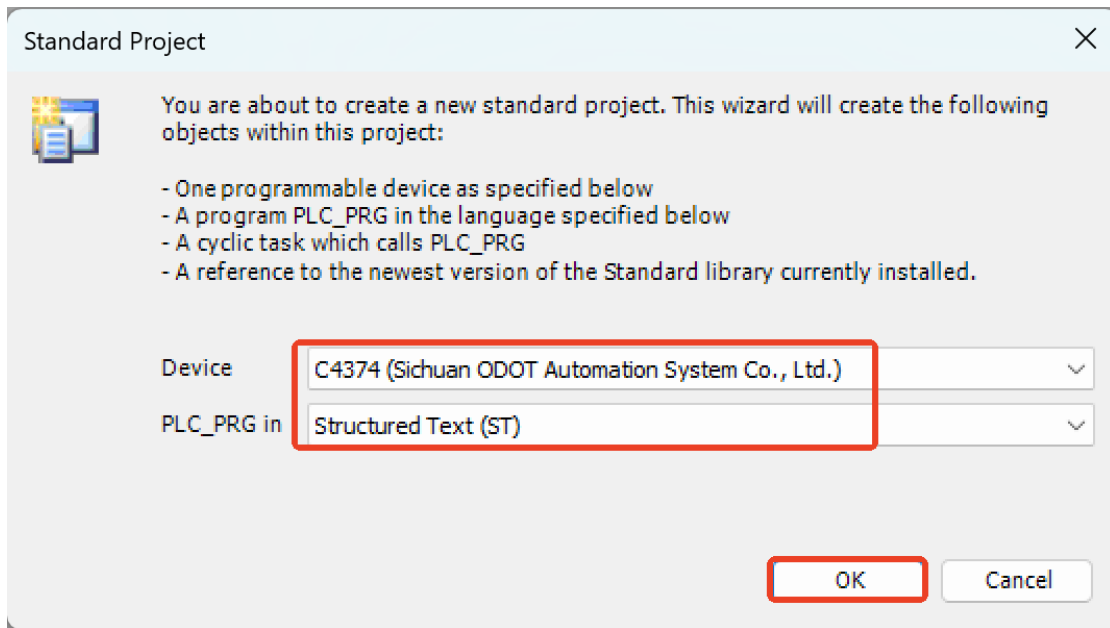 Standard Project
You are about to create a new standard project. This wizard will create the following
objects within this project:
- One programmable device as specified below
- A program PLC_PRG in the language specified below
- A cyclic task which calls PLC_PRG
- A reference to the newest version of the Standard library currently installed.
Device
C4374 (Sichuan ODOT Automation System Co., Ltd.)
PLC_PRG in
Structured Text (ST)
OK
Cancel